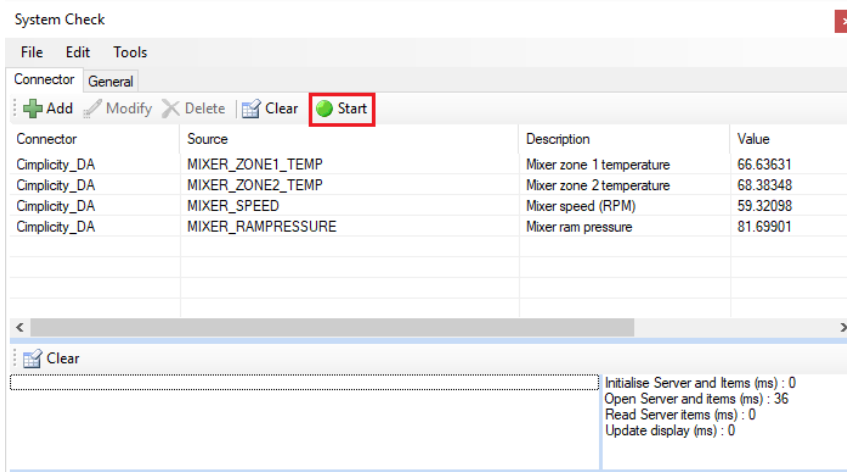 System Check
File Edit Tools
Connector General
Add Modify Delete Clear Start
Connector Source Description Value
Cimplicity_DA MIXER_ZONE1_TEMP Mixer zone 1 temperature 66.63631
Cimplicity_DA MIXER_ZONE2_TEMP Mixer zone 2 temperature 68.38348
Cimplicity_DA MIXER_SPEED Mixer speed (RPM) 59.32098
Cimplicity_DA MIXER_RAMPRESSURE Mixer ram pressure 81.69901
Clear
Initialise Server and Items (ms) : 0
Open Server and items (ms) : 36
Read Server items (ms) : 0
Update display (ms) : 0